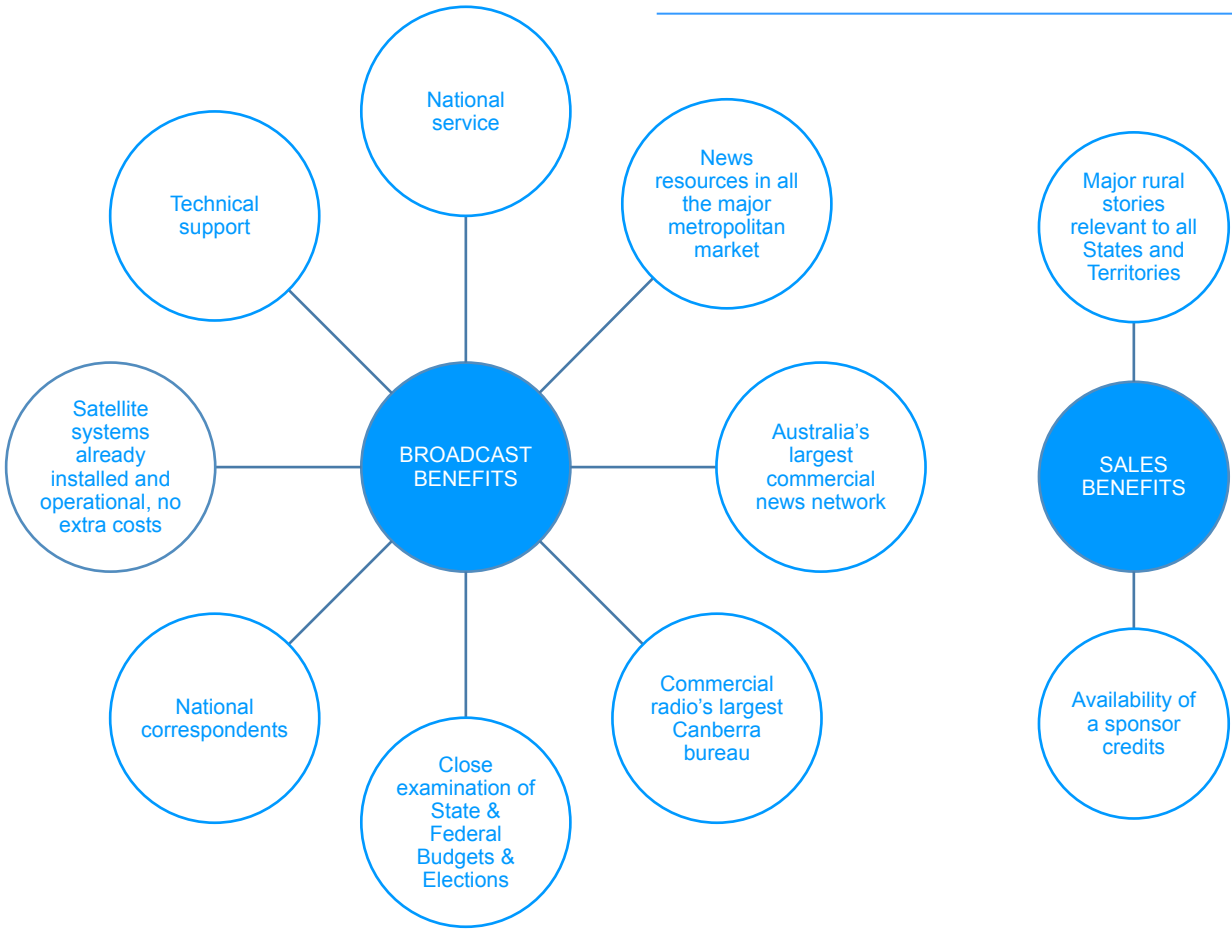 National
service
News
resources in all
the major
metropolitan
market
Technical
support
Satellite
systems
already
installed and
operational, no
extra costs
BROADCAST
BENEFITS
Australia’s
largest
commercial
news network
National
correspondents
Close
examination of
State &
Federal
Budgets &
Elections
Commercial
radio’s largest
Canberra
bureau
Major rural
stories
relevant to all
States and
Territories
SALES
BENEFITS
Availability of
a sponsor
credits